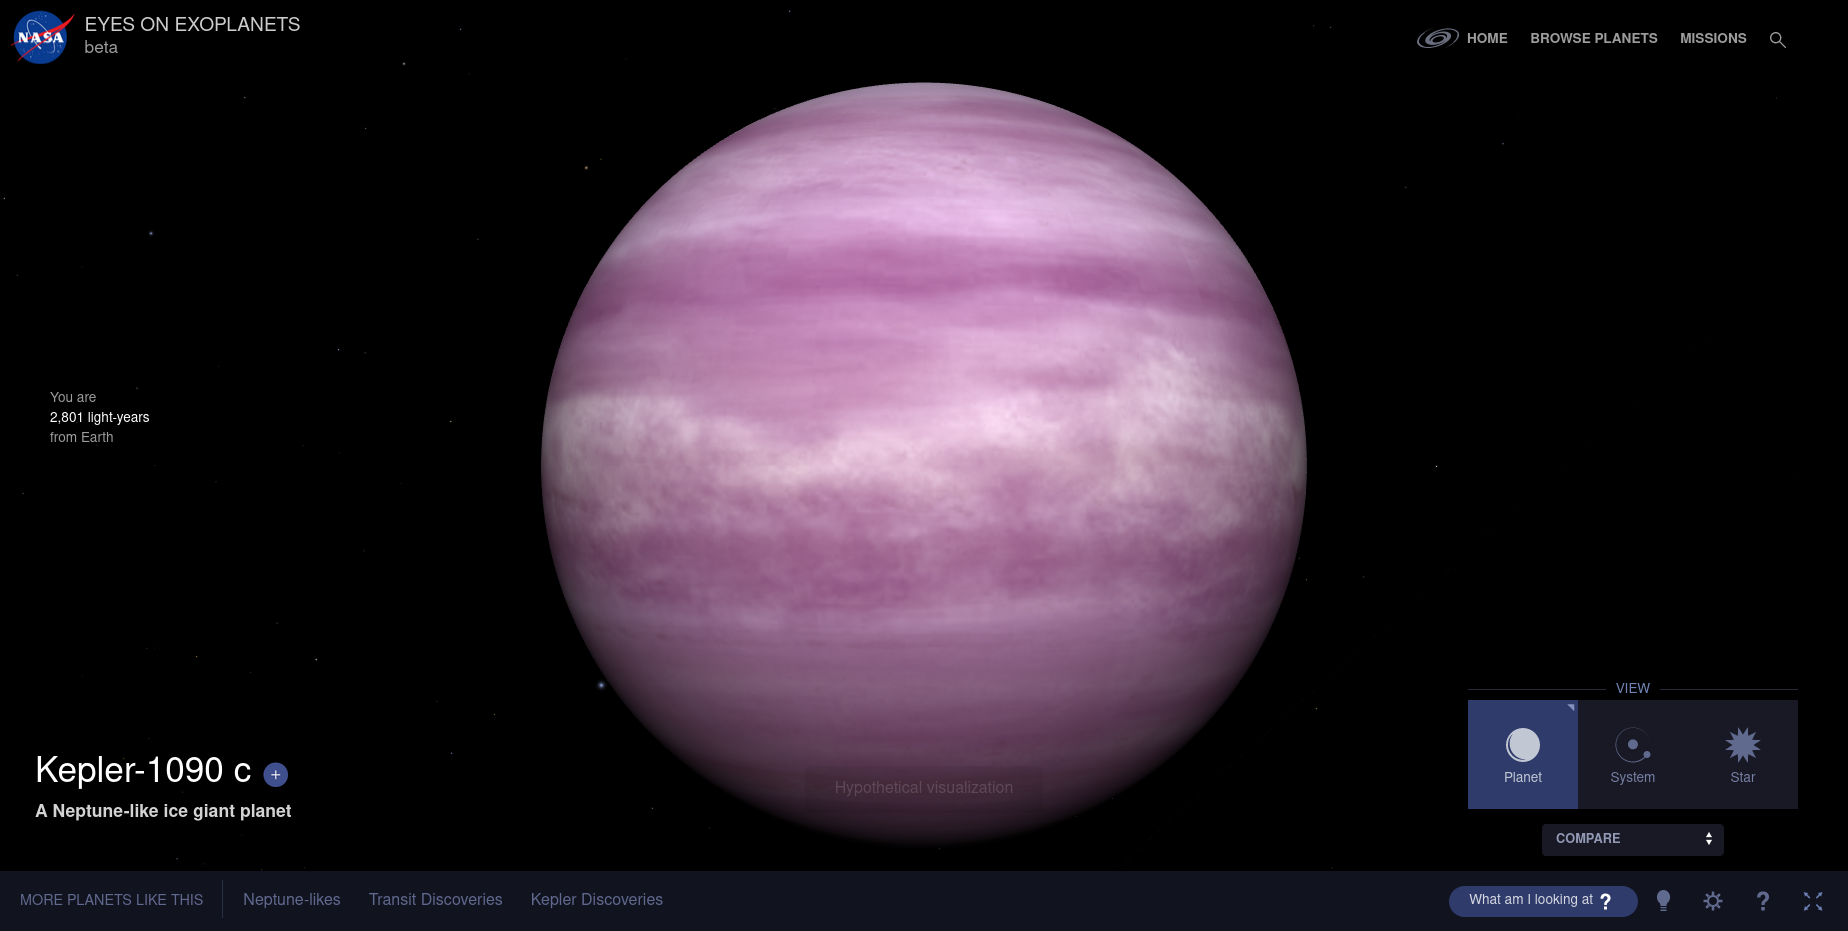 NASA
EYES ON EXOPLANETS
beta
HOME
BROWSE PLANETS
MISSIONS
You are
2,801 light-years
from Earth
Kepler-1090 c +
A Neptune-like ice giant planet
Hypothetical visualization
VIEW
Planet
System
Star
COMPARE
MORE PLANETS LIKE THIS
Neptune-likes
Transit Discoveries
Kepler Discoveries
What am I looking at ?
?